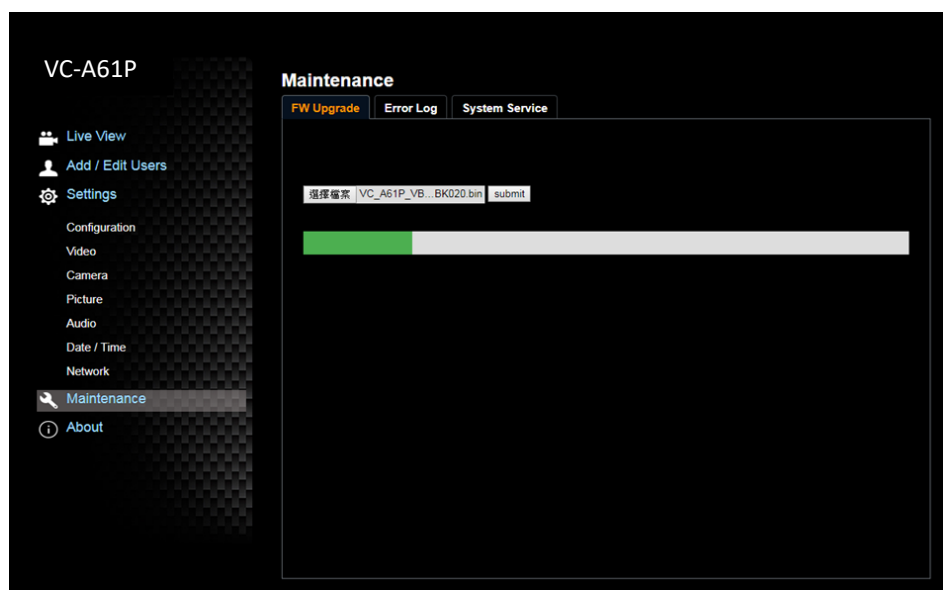 VC-A61P
Live View
Add / Edit Users
Settings
Configuration
Video
Camera
Picture
Audio
Date / Time
Network
Maintenance
About
Maintenance
FW Upgrade Error Log System Service
選擇檔案 VC_A61P_VB...BK020.bin submit